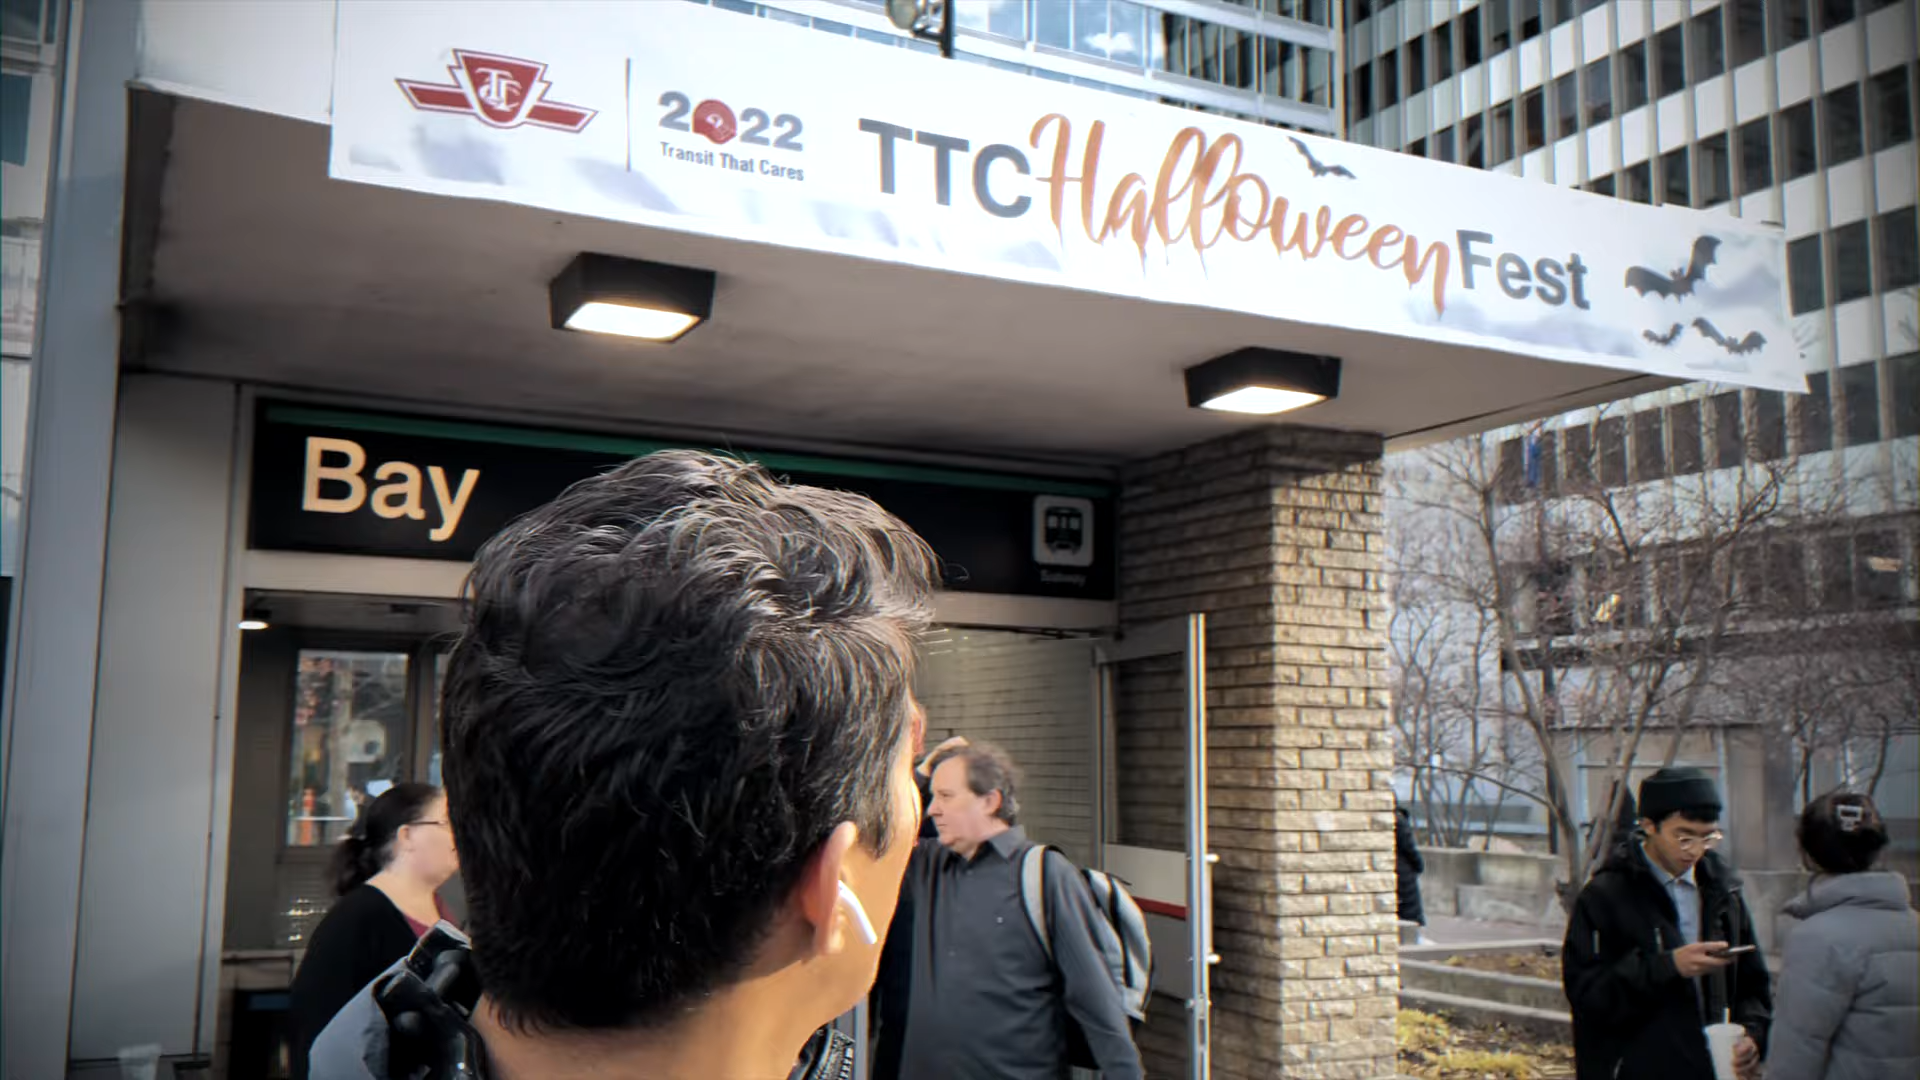 TTC
2022
Transit That Cares
TTC Halloween Fest
Bay
Subway